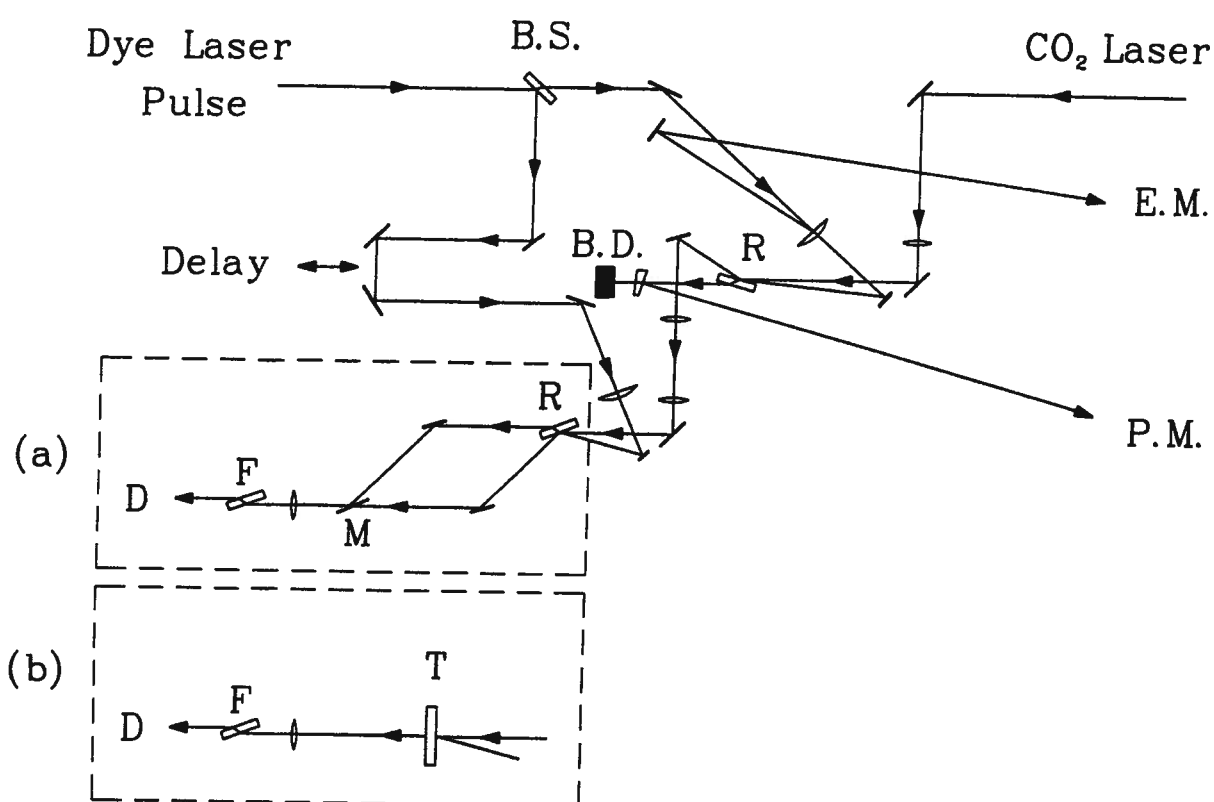 Dye Laser
Pulse
B.S.
CO₂ Laser
E.M.
Delay
B.D.
R
P.M.
(a)
R
F
D
M
(b)
T
F
D